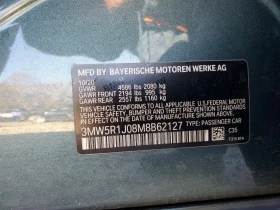 MFD BY BAYERISCHE MOTOREN WERKE AG
10/20
GVWR 4586 lbs 2080 kg
GAWR FRONT 2194 lbs 995 kg
GAWR REAR 2557 lbs 1160 kg
THIS VEHICLE CONFORMS TO ALL APPLICABLE
FEDERAL MOTOR VEHICLE SAFETY, BUMPER,
AND THEFT PREVENTION STANDARDS IN EFFECT
ON THE DATE OF MANUFACTURE SHOWN ABOVE.
3MW5R1J08M8B62127 TYPE: PASSENGER CAR
C35